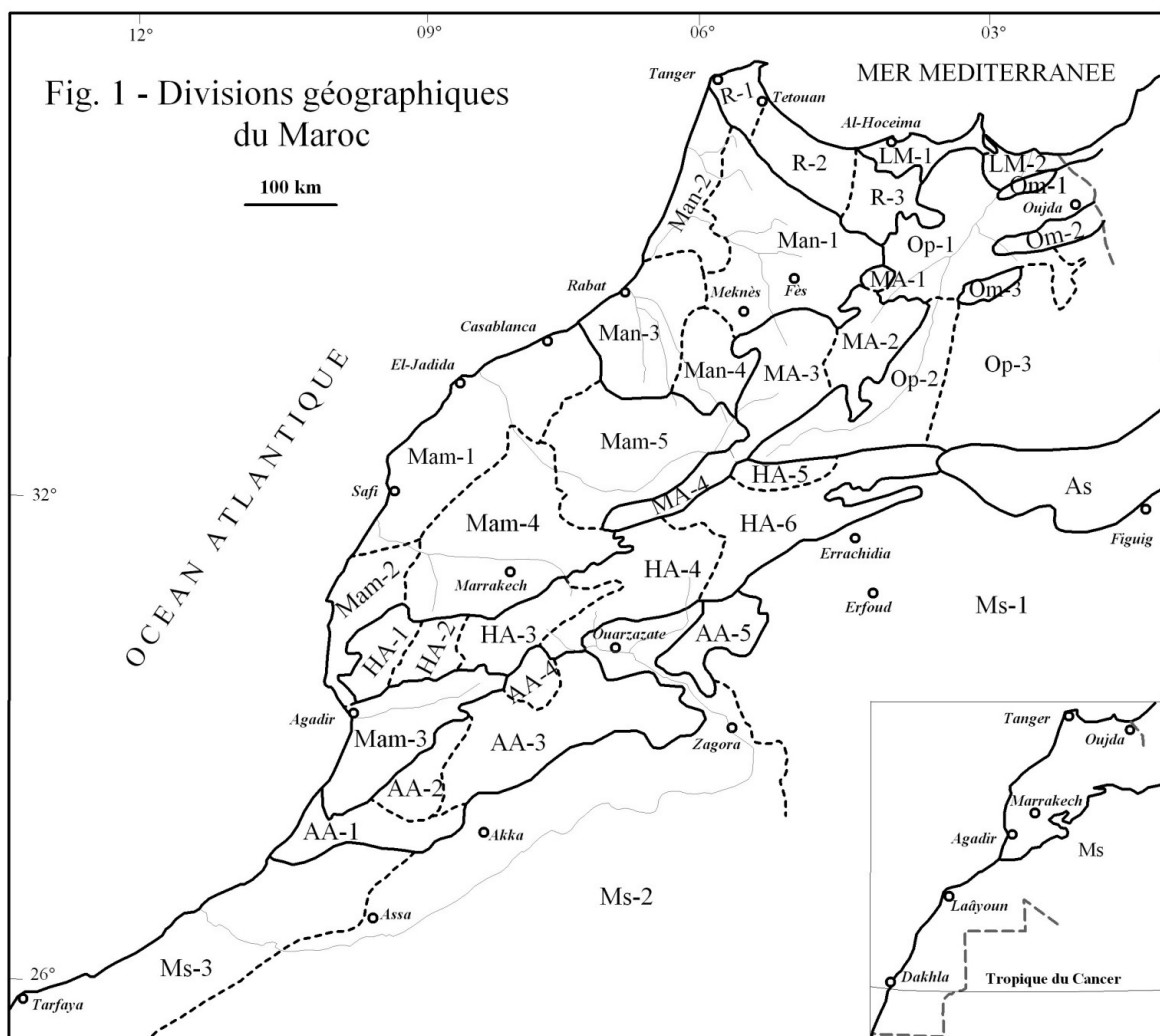 12°
09°
06°
03°
Fig. 1 - Divisions géographiques
du Maroc
100 km
MER MEDITERRANEE
OCEAN ATLANTIQUE
Tanger
R-1
Tetouan
Al-Hoceima
R-2
LM-1
LM-2
Om-1
R-3
Oujda
Man-2
Man-1
Op-1
Om-2
Rabat
Meknès
Fès
MA-1
Om-3
Casablanca
Man-3
MA-2
El-Jadida
Man-4
MA-3
Op-2
Op-3
Mam-5
Mam-1
32°
Safi
MA-4
HA-5
As
Mam-4
HA-6
Figuig
Errachidia
Mam-2
Marrakech
HA-4
Erfoud
Ms-1
HA-1
HA-2
HA-3
Ouarzazate
AA-5
AA-4
Agadir
Mam-3
AA-3
Zagora
AA-2
AA-1
Akka
Ms-2
Assa
Ms-3
26°
Tarfaya
Tanger
Oujda
Marrakech
Agadir
Ms
Laâyoun
Dakhla
Tropique du Cancer